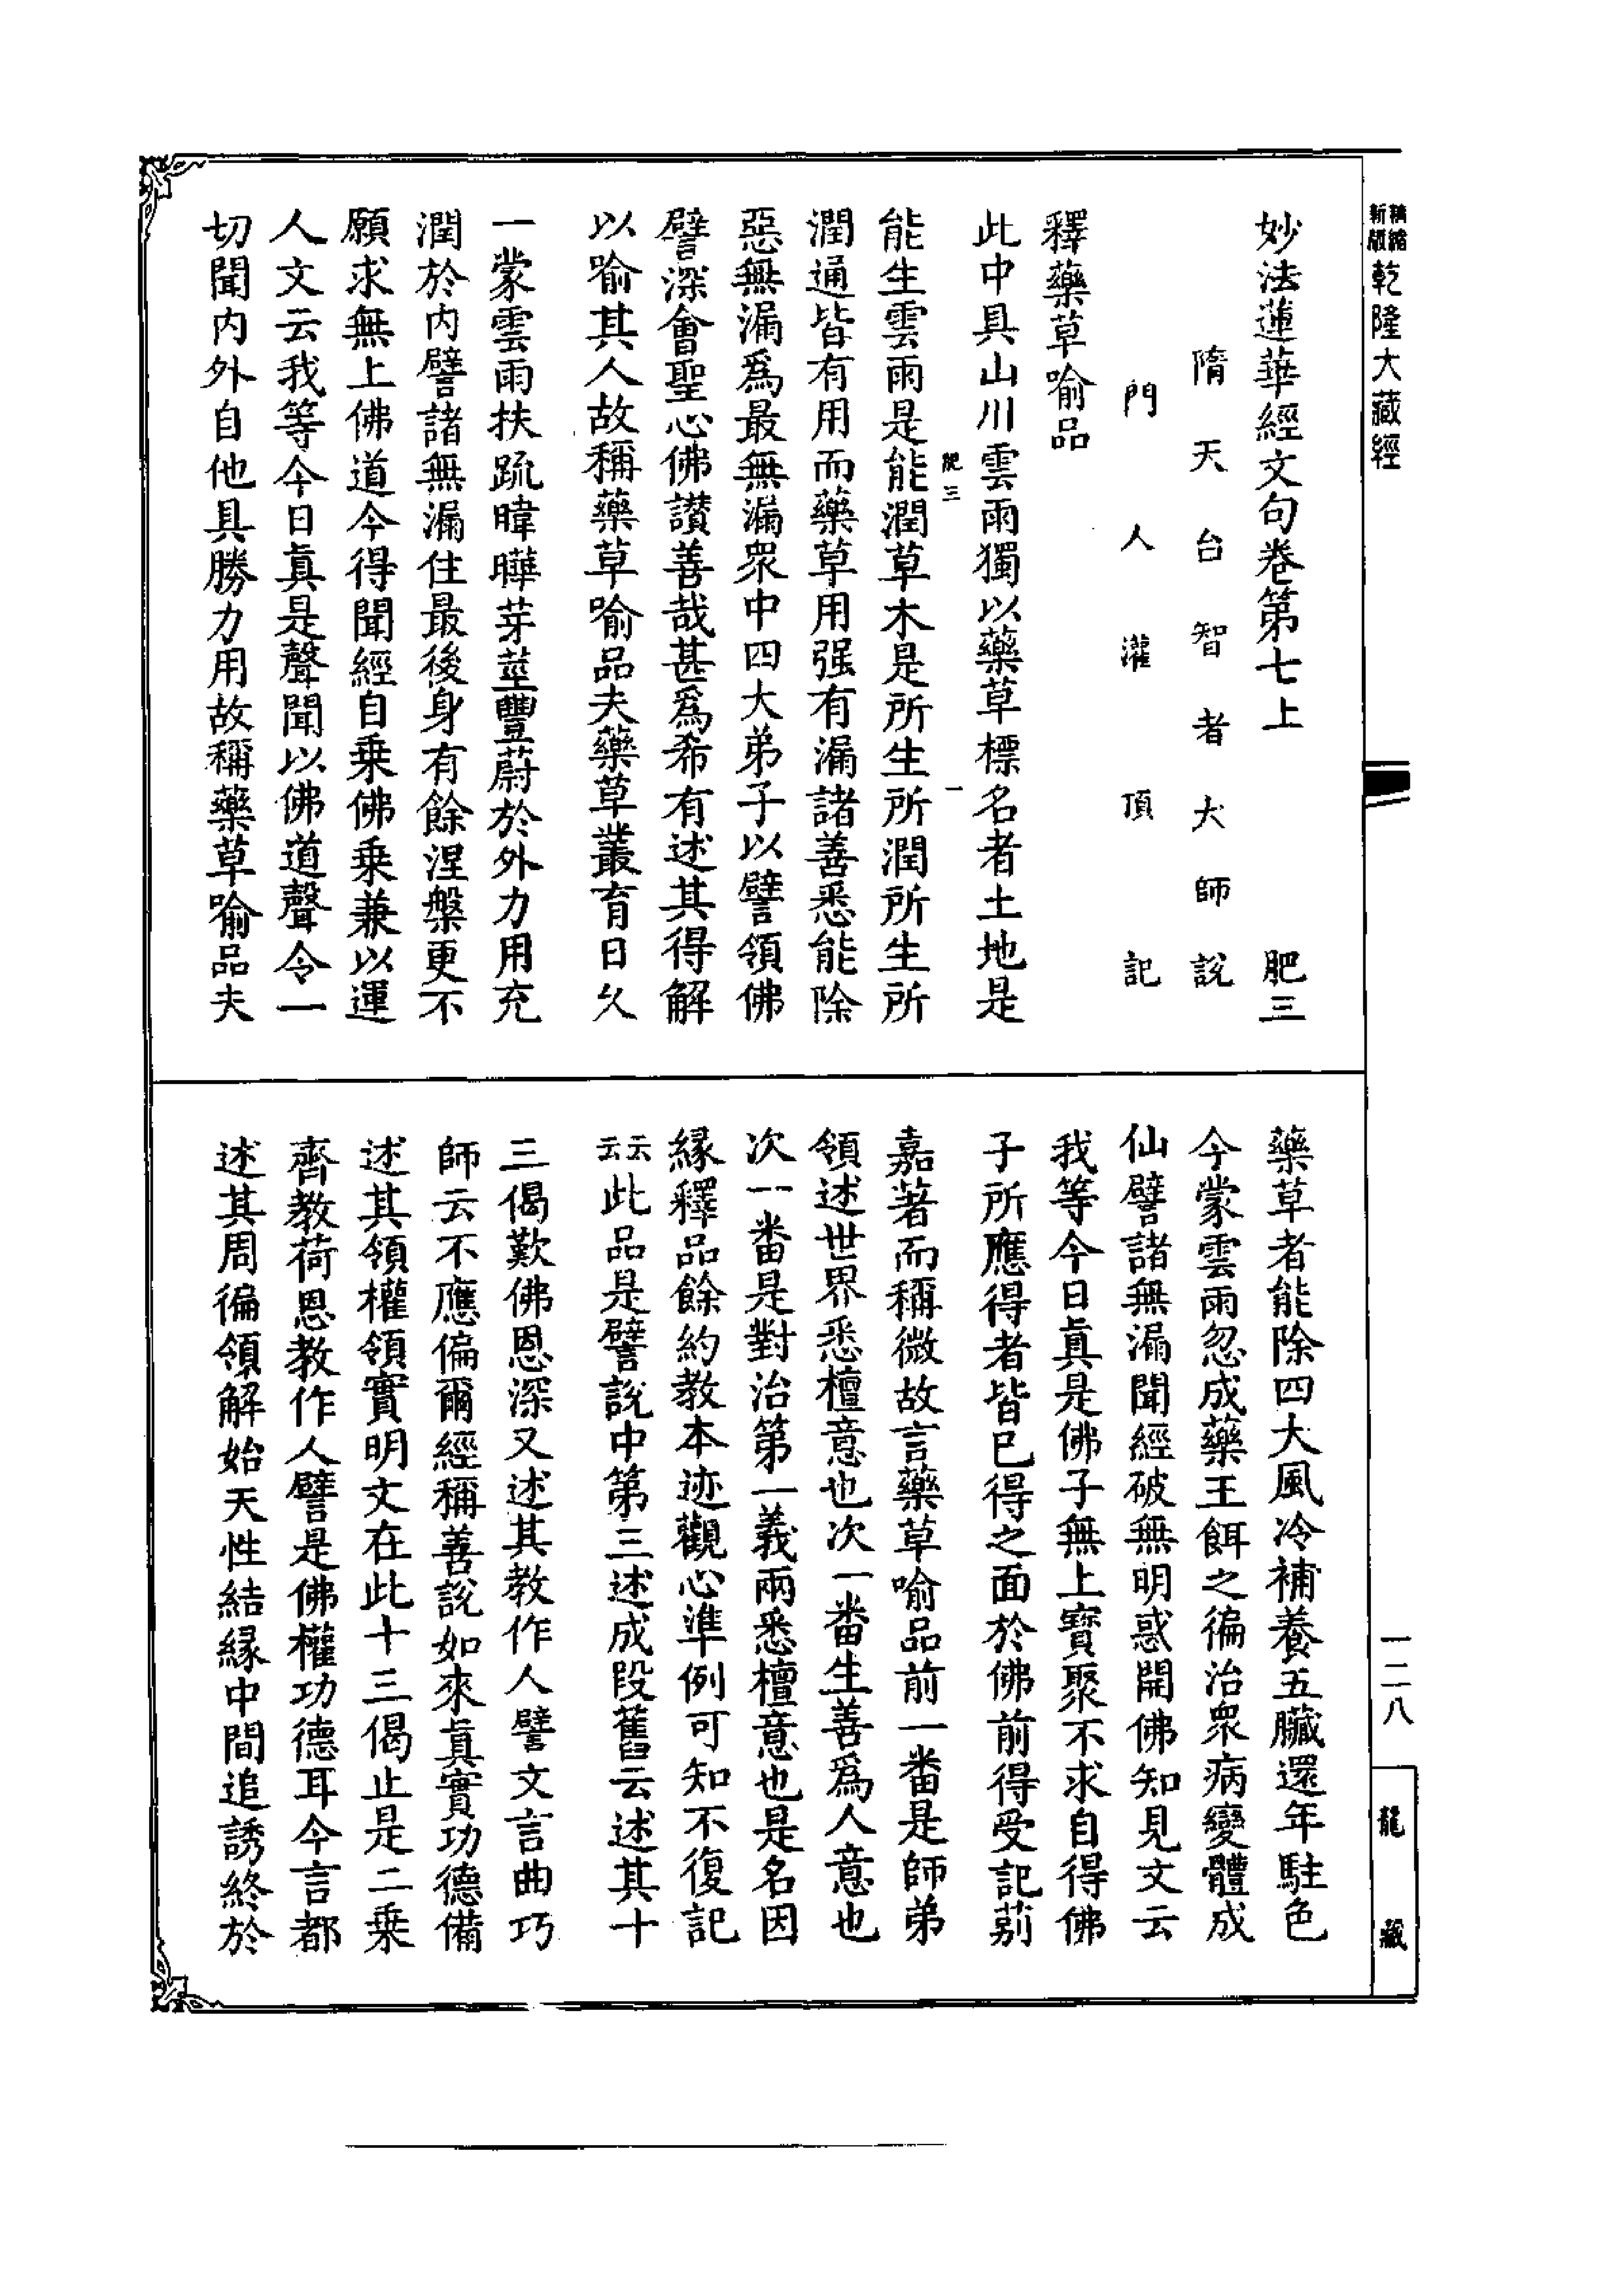 新版精縮乾隆大藏經
一二八
龍藏
妙法蓮華經文句卷第七上　肥三
隋天台智者大師說
門人灌頂記
釋藥草喻品
此中具山川雲雨獨以藥草標名者土地是
肥三　一
能生雲雨是能潤草木是所生所潤所生所
潤通皆有用而藥草用强有漏諸善悉能除
惡無漏爲最無漏衆中四大弟子以譬領佛
譬深會聖心佛讃善哉甚爲希有述其得解
以喻其人故稱藥草喻品夫藥草叢育日久
一蒙雲雨扶踈暐曄芽莖豐蔚於外力用充
潤於內譬諸無漏住最後身有餘涅槃更不
願求無上佛道今得聞經自乗佛乗兼以運
人文云我等今日眞是聲聞以佛道聲令一
切聞內外自他具勝力用故稱藥草喻品夫
藥草者能除四大風冷補養五臟還年駐色
今蒙雲雨忽成藥王餌之徧治衆病變體成
仙譬諸無漏聞經破無明惑開佛知見文云
我等今日眞是佛子無上寳聚不求自得佛
子所應得者皆已得之面於佛前得受記莂
嘉著而稱微故言藥草喻品前一番是師弟
領述世界悉檀意也次一番生善爲人意也
次一番是對治第一義兩悉檀意也是名因
緣釋品餘約教本迹觀心準例可知不復記
云云此品是譬說中第三述成段舊云述其十
三偈歎佛恩深又述其教作人譬文言曲巧
師云不應偏爾經稱善說如來眞實功德備
述其領權領實明文在此十三偈止是二乗
齊教荷恩教作人譬是佛權功德耳今言都
述其周徧領解始天性結緣中間追誘終於